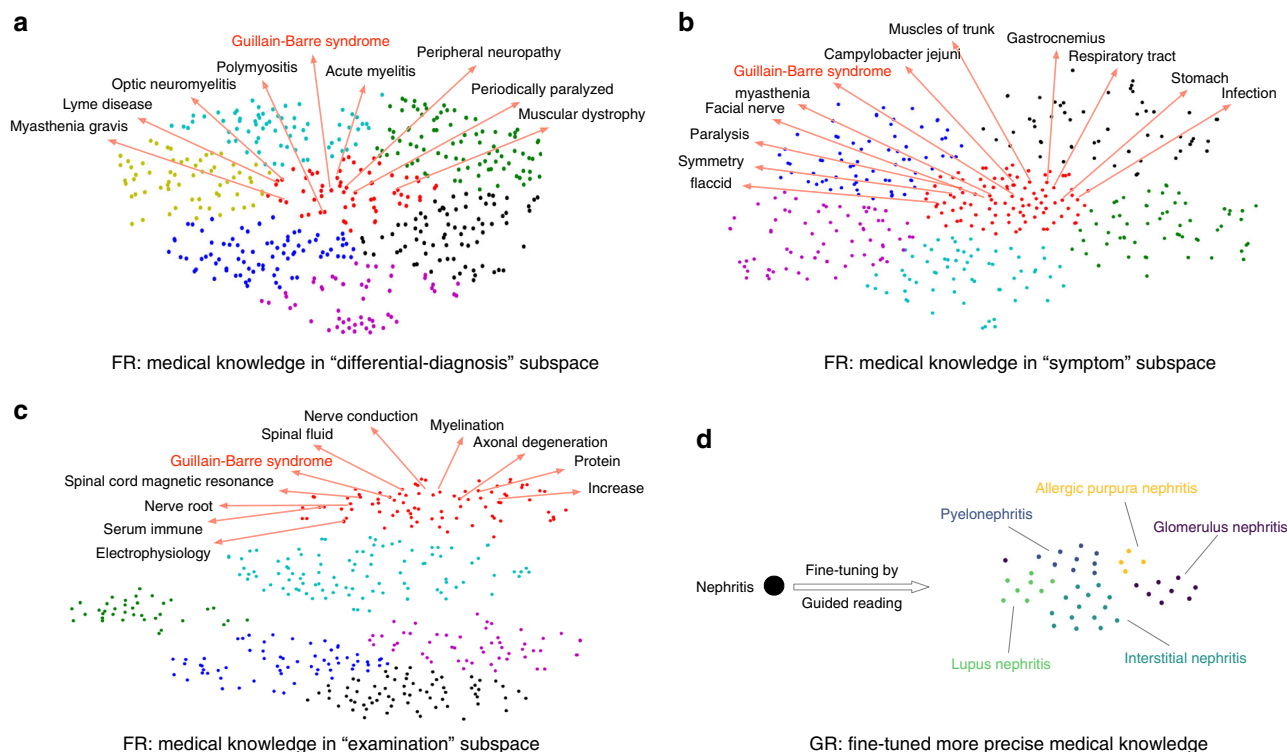 a
Guillain-Barre syndrome
Peripheral neuropathy
Polymyositis
Acute myelitis
Optic neuromyelitis
Periodically paralyzed
Lyme disease
Muscular dystrophy
Myasthenia gravis
FR: medical knowledge in “differential-diagnosis” subspace
b
Muscles of trunk
Gastrocnemius
Campylobacter jejuni
Respiratory tract
Guillain-Barre syndrome
Stomach
myasthenia
Infection
Facial nerve
Paralysis
Symmetry
flaccid
FR: medical knowledge in “symptom” subspace
c
Nerve conduction
Myelination
Spinal fluid
Axonal degeneration
Guillain-Barre syndrome
Protein
Spinal cord magnetic resonance
Increase
Nerve root
Serum immune
Electrophysiology
FR: medical knowledge in “examination” subspace
d
Allergic purpura nephritis
Pyelonephritis
Glomerulus nephritis
Nephritis
Fine-tuning by
Guided reading
Lupus nephritis
Interstitial nephritis
GR: fine-tuned more precise medical knowledge